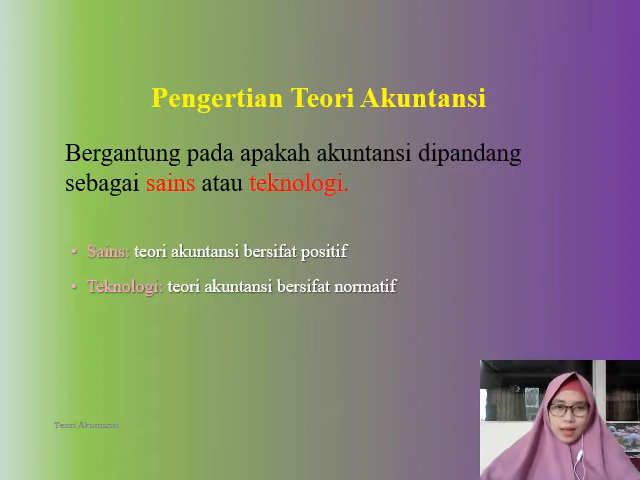 Pengertian Teori Akuntansi
Bergantung pada apakah akuntansi dipandang
sebagai sains atau teknologi.
• Sains: teori akuntansi bersifat positif
• Teknologi: teori akuntansi bersifat normatif
Teori Akuntansi